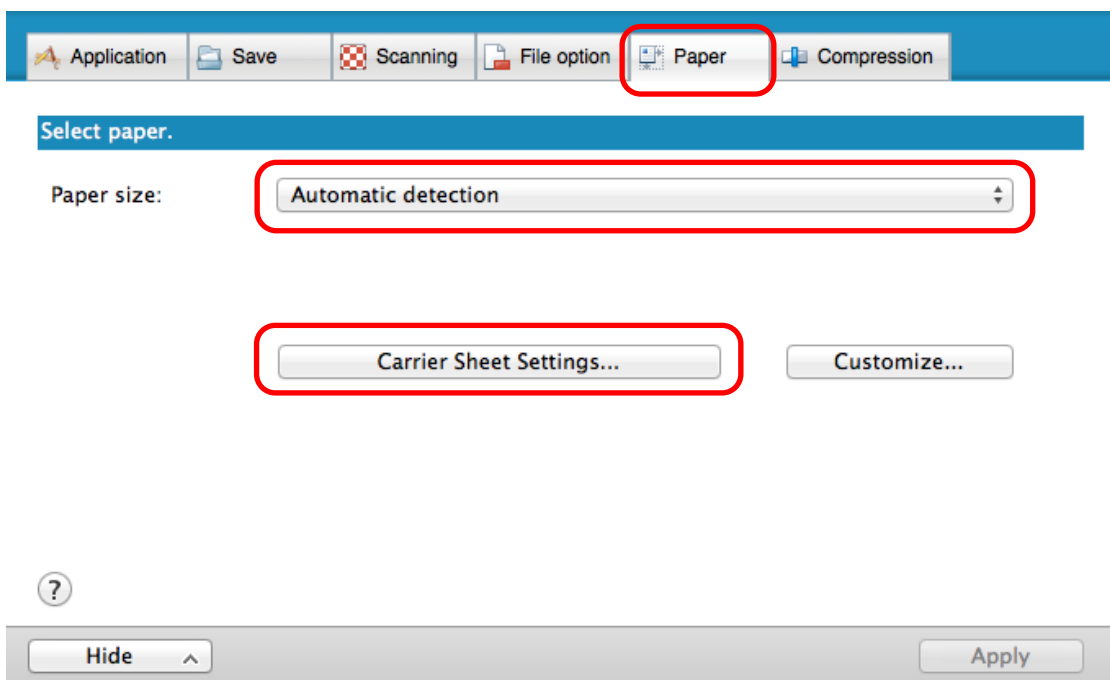 Application Save Scanning File option Paper Compression
Select paper.
Paper size: Automatic detection
Carrier Sheet Settings... Customize...
?
Hide Apply